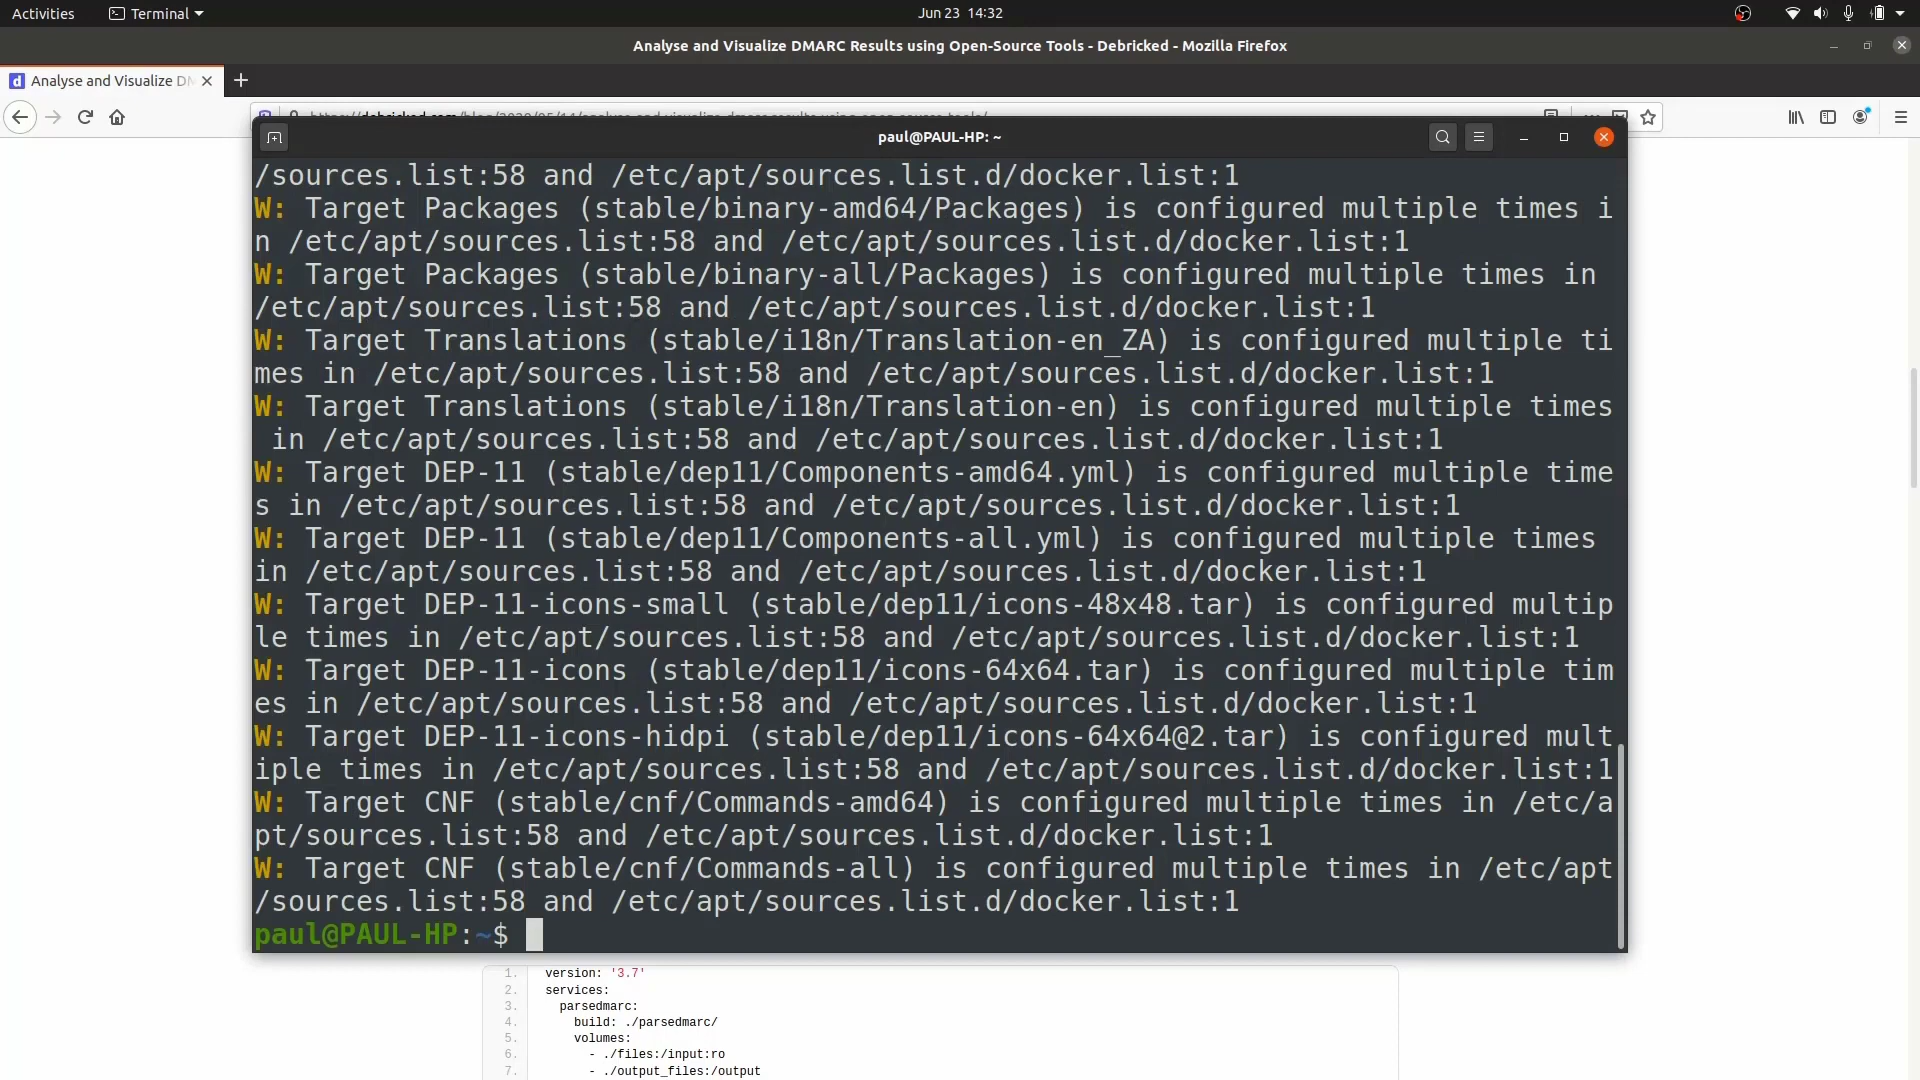 Activities
Terminal
Jun 23 14:32
Analyse and Visualize DMARC Results using Open-Source Tools - Debricked - Mozilla Firefox
d Analyse and Visualize DM
paul@PAUL-HP: ~
/sources.list:58 and /etc/apt/sources.list.d/docker.list:1
W: Target Packages (stable/binary-amd64/Packages) is configured multiple times i
n /etc/apt/sources.list:58 and /etc/apt/sources.list.d/docker.list:1
W: Target Packages (stable/binary-all/Packages) is configured multiple times in
/etc/apt/sources.list:58 and /etc/apt/sources.list.d/docker.list:1
W: Target Translations (stable/i18n/Translation-en_ZA) is configured multiple ti
mes in /etc/apt/sources.list:58 and /etc/apt/sources.list.d/docker.list:1
W: Target Translations (stable/i18n/Translation-en) is configured multiple times
 in /etc/apt/sources.list:58 and /etc/apt/sources.list.d/docker.list:1
W: Target DEP-11 (stable/dep11/Components-amd64.yml) is configured multiple time
s in /etc/apt/sources.list:58 and /etc/apt/sources.list.d/docker.list:1
W: Target DEP-11 (stable/dep11/Components-all.yml) is configured multiple times
in /etc/apt/sources.list:58 and /etc/apt/sources.list.d/docker.list:1
W: Target DEP-11-icons-small (stable/dep11/icons-48x48.tar) is configured multip
le times in /etc/apt/sources.list:58 and /etc/apt/sources.list.d/docker.list:1
W: Target DEP-11-icons (stable/dep11/icons-64x64.tar) is configured multiple tim
es in /etc/apt/sources.list:58 and /etc/apt/sources.list.d/docker.list:1
W: Target DEP-11-icons-hidpi (stable/dep11/icons-64x64@2.tar) is configured mult
iple times in /etc/apt/sources.list:58 and /etc/apt/sources.list.d/docker.list:1
W: Target CNF (stable/cnf/Commands-amd64) is configured multiple times in /etc/a
pt/sources.list:58 and /etc/apt/sources.list.d/docker.list:1
W: Target CNF (stable/cnf/Commands-all) is configured multiple times in /etc/apt
/sources.list:58 and /etc/apt/sources.list.d/docker.list:1
paul@PAUL-HP:~$
1. version: '3.7'
2. services:
3. parsedmarc:
4. build: ./parsedmarc/
5. volumes:
6. - ./files:/input:ro
7. - ./output_files:/output